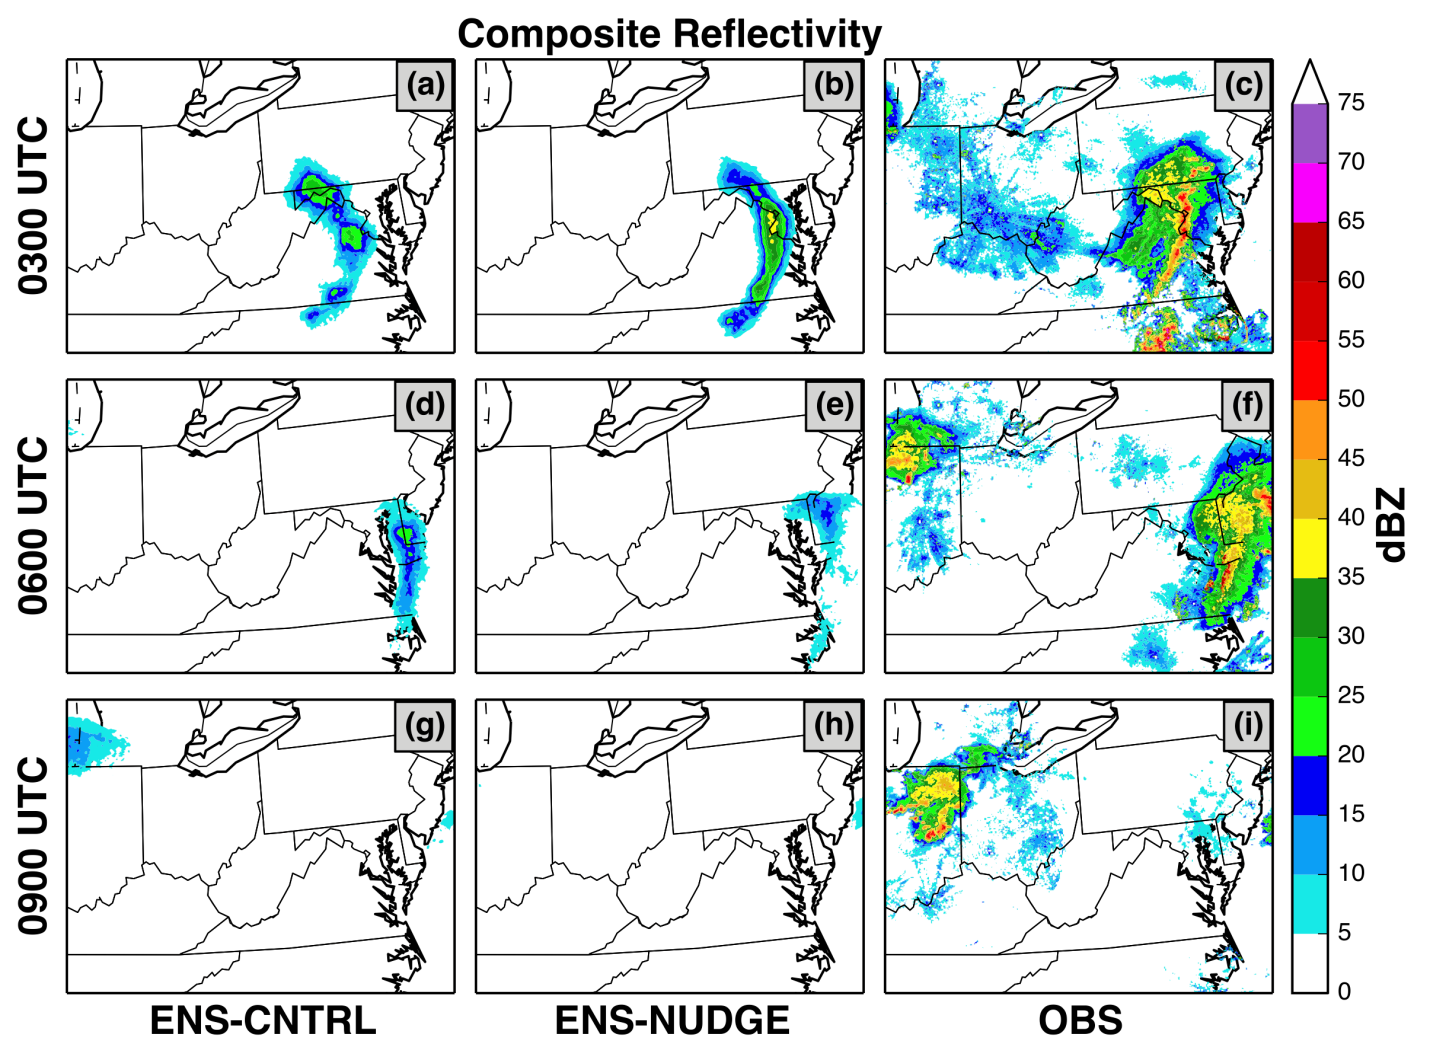 Composite Reflectivity
0300 UTC
(a)
(b)
(c)
0600 UTC
(d)
(e)
(f)
0900 UTC
(g)
(h)
(i)
ENS-CNTRL
ENS-NUDGE
OBS
75
70
65
60
55
50
45
40
35
30
25
20
15
10
5
0
dBZ